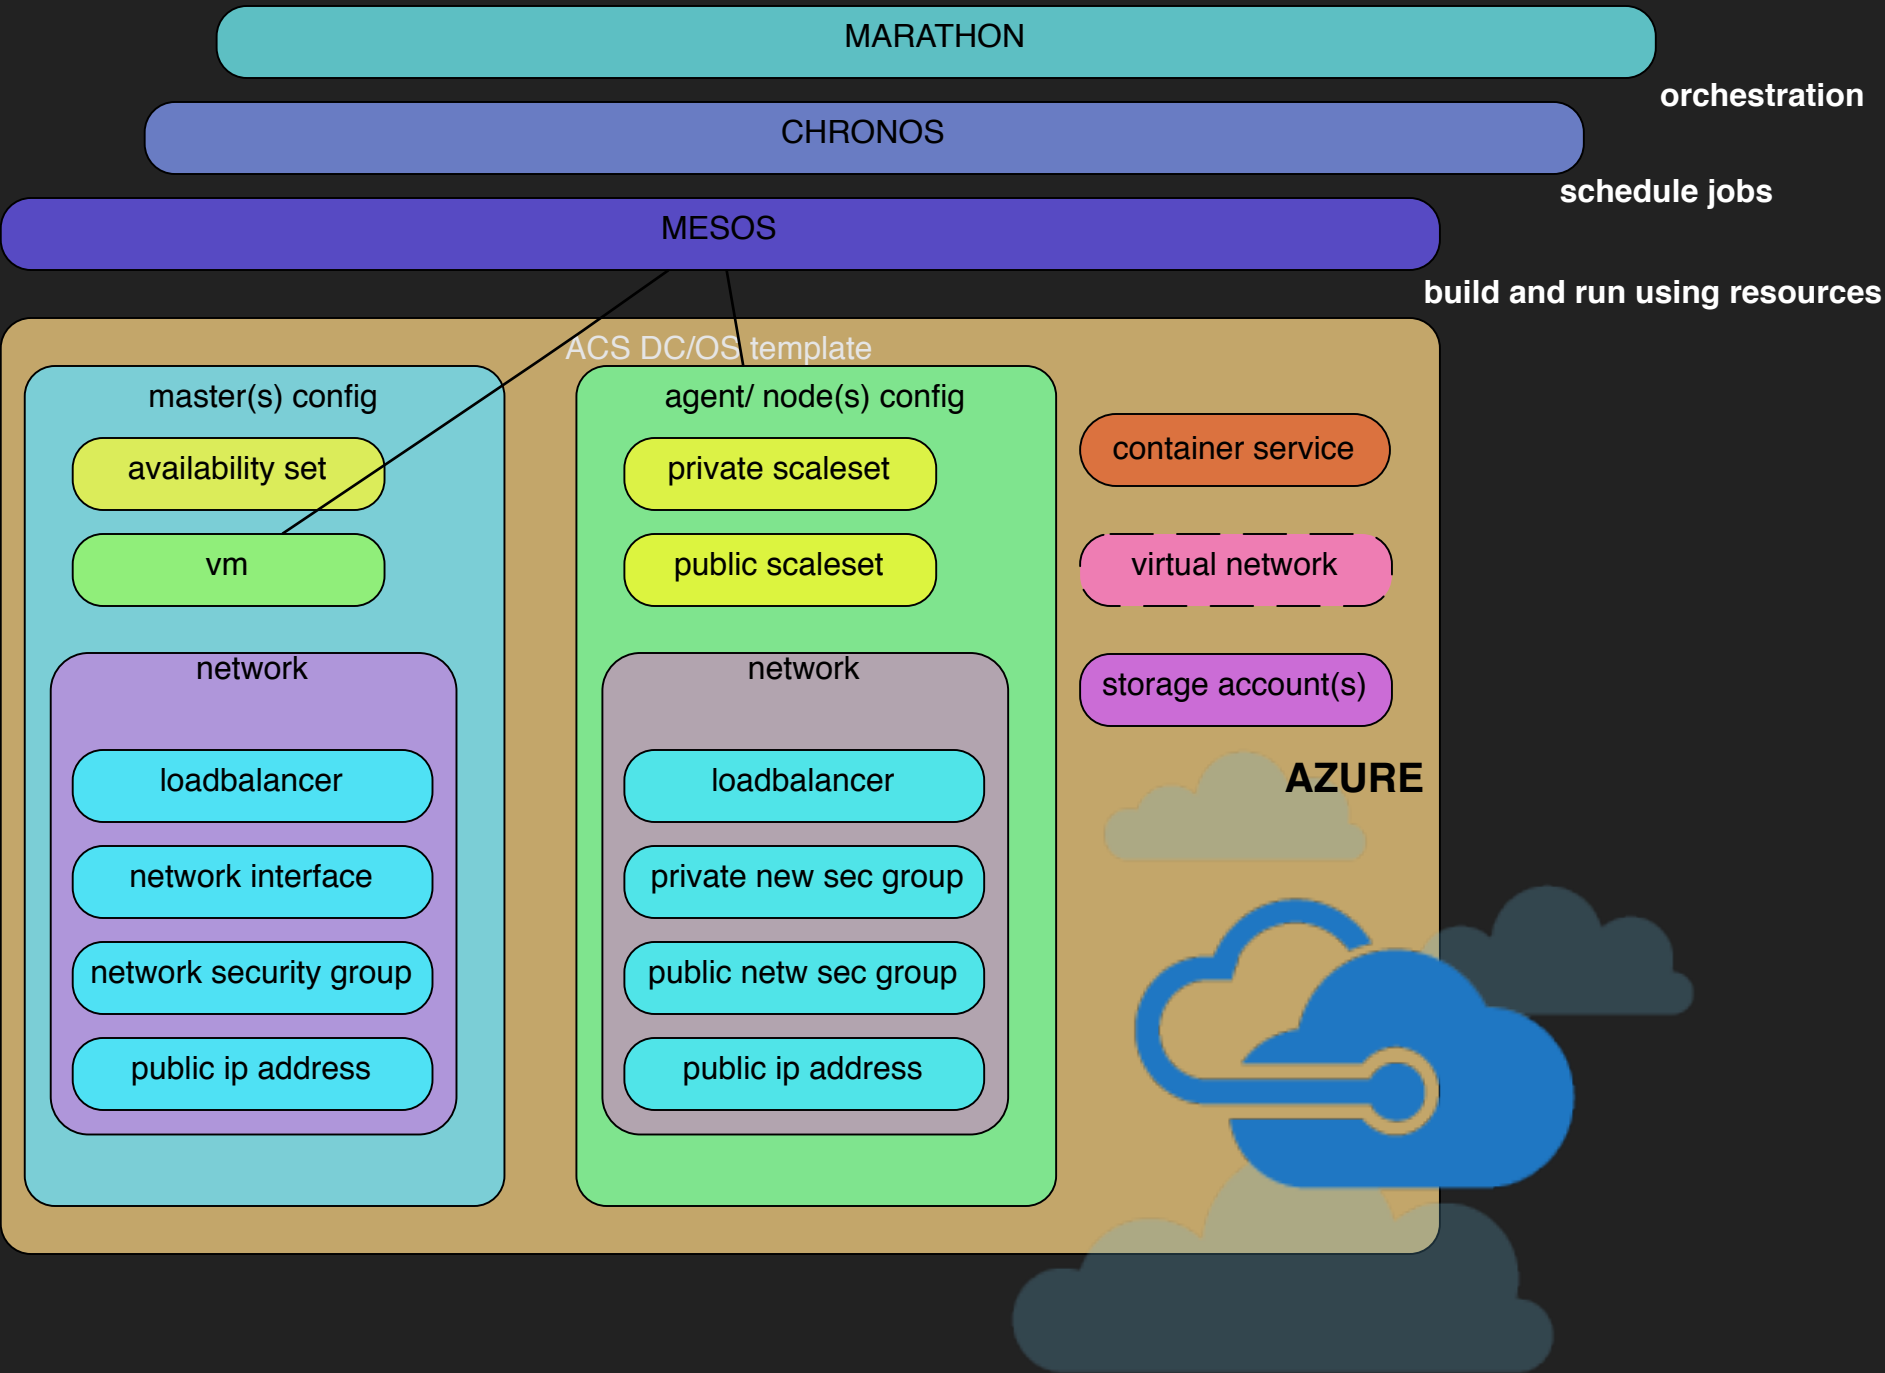 MARATHON
orchestration
CHRONOS
schedule jobs
MESOS
build and run using resources
ACS DC/OS template
master(s) config
availability set
vm
network
loadbalancer
network interface
network security group
public ip address
agent/ node(s) config
private scaleset
public scaleset
network
loadbalancer
private new sec group
public netw sec group
public ip address
container service
virtual network
storage account(s)
AZURE